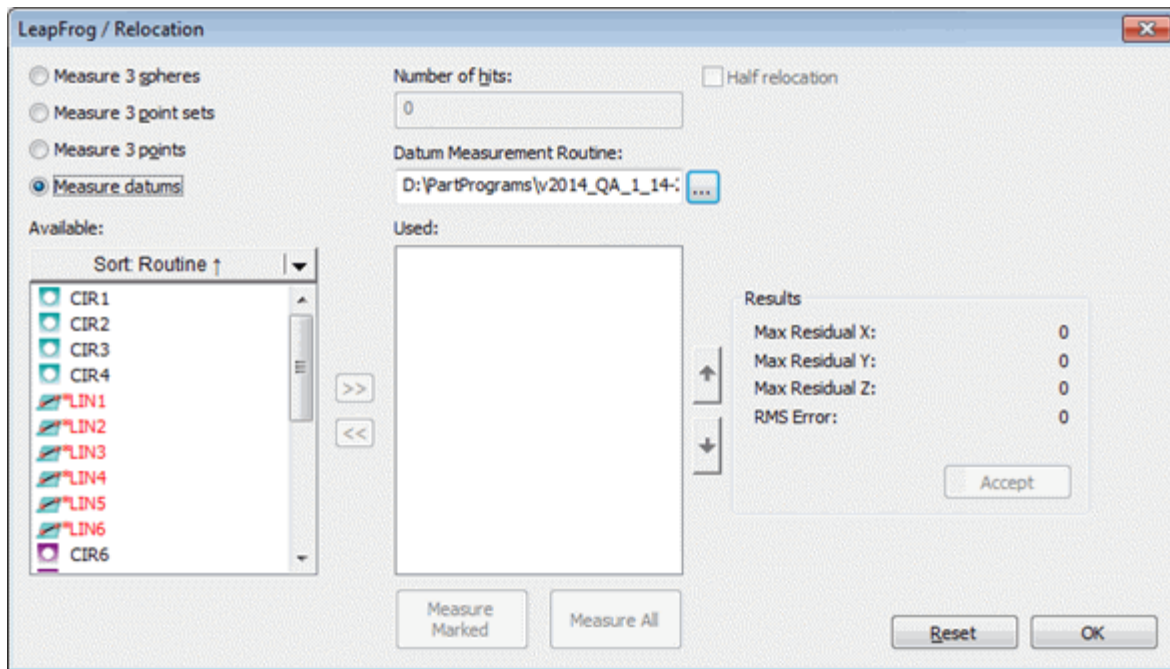 LeapFrog / Relocation
Measure 3 spheres
Measure 3 point sets
Measure 3 points
Measure datums
Number of hits:
0
Half relocation
Datum Measurement Routine:
D:\PartPrograms\v2014_QA_1_14-
...
Available:
Sort: Routine ↑
CIR1
CIR2
CIR3
CIR4
*LIN1
*LIN2
*LIN3
*LIN4
*LIN5
*LIN6
CIR6
>>
<<
Used:
Measure Marked
Measure All
Results
Max Residual X: 0
Max Residual Y: 0
Max Residual Z: 0
RMS Error: 0
Accept
Reset
OK